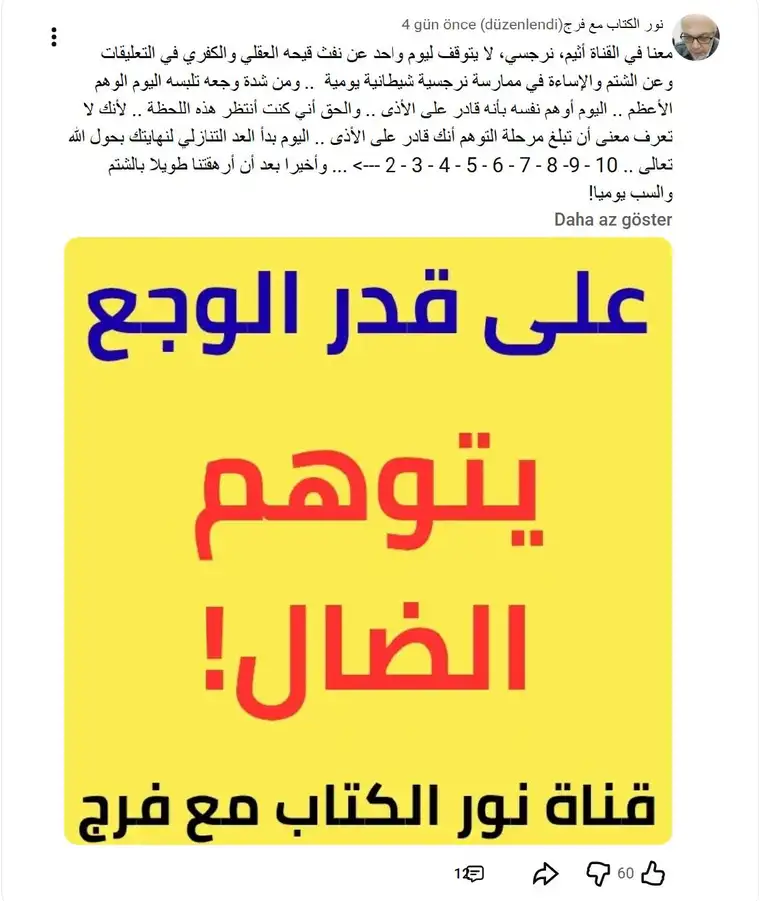 نور الكتاب مع فرج 4 gün önce (düzenlendi)
معنا في القناة أثيم، نرجسي، لا يتوقف ليوم واحد عن نفث قيحه العقلي والكفري في التعليقات
وعن الشتم والإساءة في ممارسة نرجسية شيطانية يومية .. ومن شدة وجعه تلبسه اليوم الوهم
الأعظم .. اليوم أوهم نفسه بأنه قادر على الأذى .. والحق أني كنت أنتظر هذه اللحظة .. لأنك لا
تعرف معنى أن تبلغ مرحلة التوهم أنك قادر على الأذى .. اليوم بدأ العد التنازلي لنهايتك بحول الله
تعالى .. 10 - 9- 8 - 7 - 6 - 5 - 4 - 3 - 2 ---> ... وأخيرا بعد أن أرهقتنا طويلا بالشتم
والسب يوميا!
Daha az göster
على قدر الوجع
يتوهم
الضال!
قناة نور الكتاب مع فرج
60
12